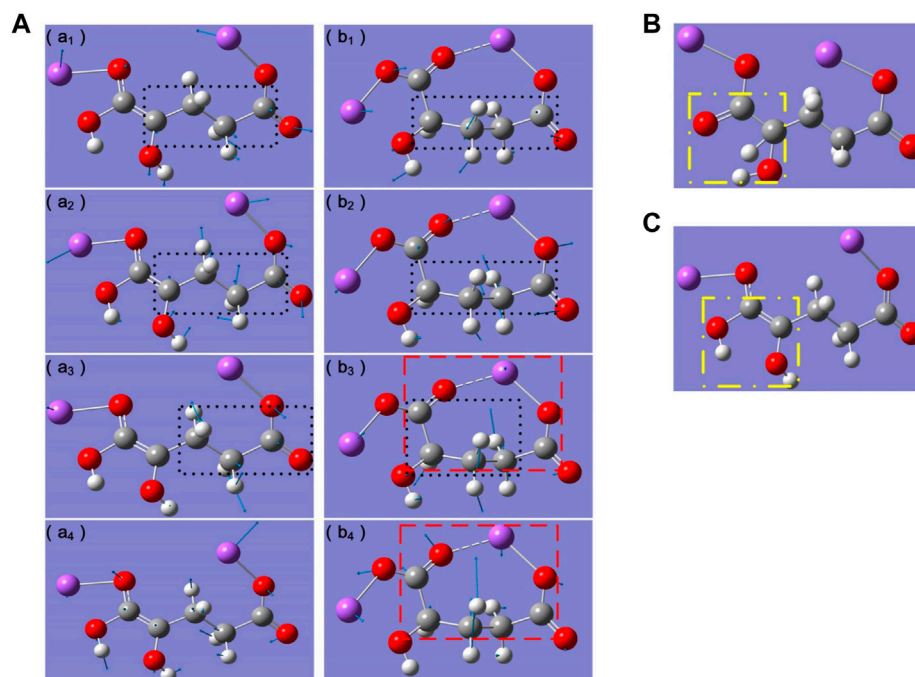 A
B
( a₁ )
( b₁ )
( a₂ )
( b₂ )
C
( a₃ )
( b₃ )
( a₄ )
( b₄ )